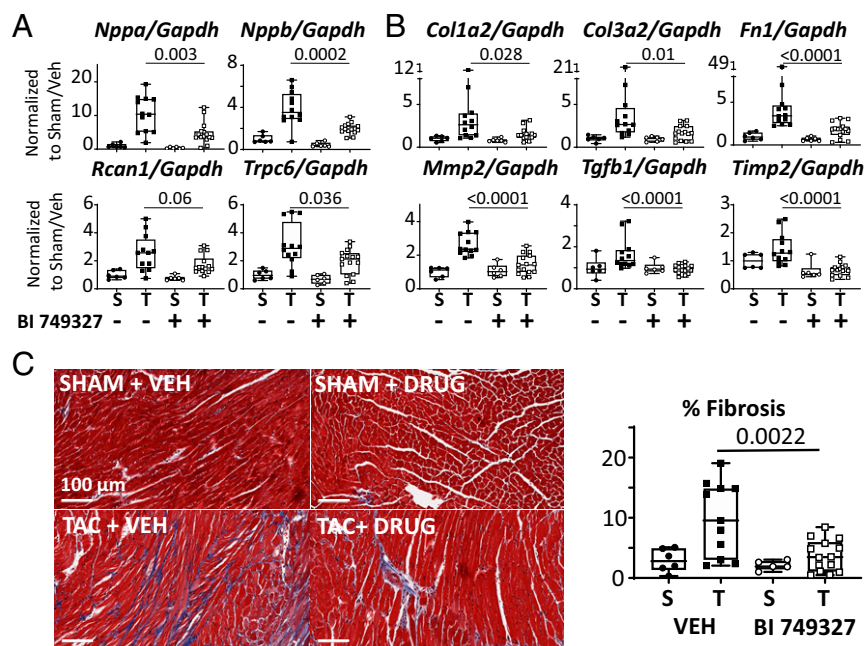 A
B
Nppa/Gapdh
Nppb/Gapdh
Col1a2/Gapdh
Col3a2/Gapdh
Fn1/Gapdh
0.003
0.0002
0.028
0.01
<0.0001
Normalized
to Sham/Veh
20
10
0
8
4
0
12
1
5
0
21
1
5
0
49
1
5
0
Rcan1/Gapdh
Trpc6/Gapdh
Mmp2/Gapdh
Tgfb1/Gapdh
Timp2/Gapdh
0.06
0.036
<0.0001
<0.0001
<0.0001
Normalized
to Sham/Veh
6
4
2
0
6
4
2
0
4
2
0
4
2
0
3
2
1
0
S T S T S T S T S T S T S T S T S T S T
BI 749327 - - + + - - + + - - + + - - + + - - + +
C
SHAM + VEH
SHAM + DRUG
100 μm
TAC + VEH
TAC+ DRUG
% Fibrosis
0.0022
20
10
5
0
S T S T
VEH BI 749327